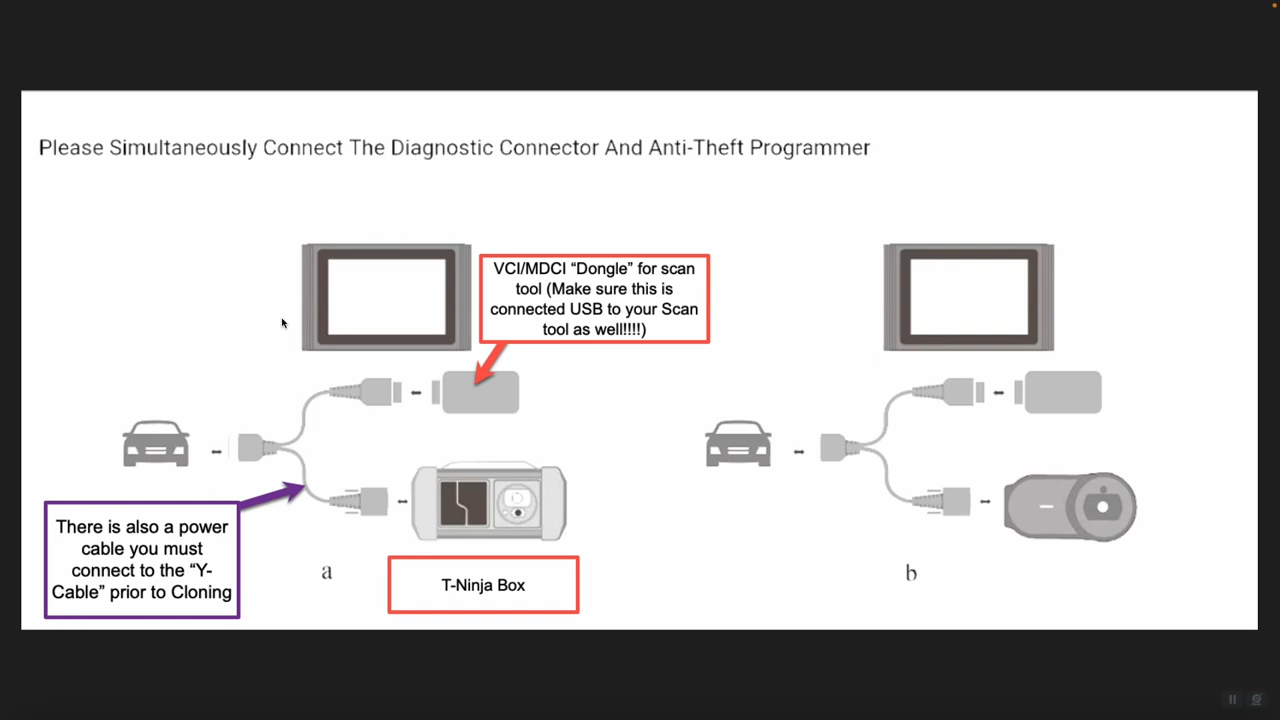 Please Simultaneously Connect The Diagnostic Connector And Anti-Theft Programmer
VCI/MDCI “Dongle” for scan
tool (Make sure this is
connected USB to your Scan
tool as well!!!!)
There is also a power
cable you must
connect to the “Y-
Cable” prior to Cloning
a
T-Ninja Box
b